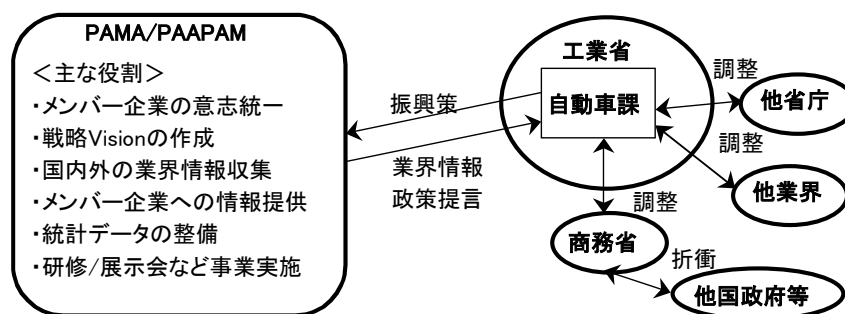 PAMA/PAAPAM
＜主な役割＞
・メンバー企業の意志統一
・戦略Visionの作成
・国内外の業界情報収集
・メンバー企業への情報提供
・統計データの整備
・研修/展示会など事業実施
振興策
業界情報
政策提言
工業省
自動車課
調整
他省庁
調整
他業界
調整
商務省
折衝
他国政府等